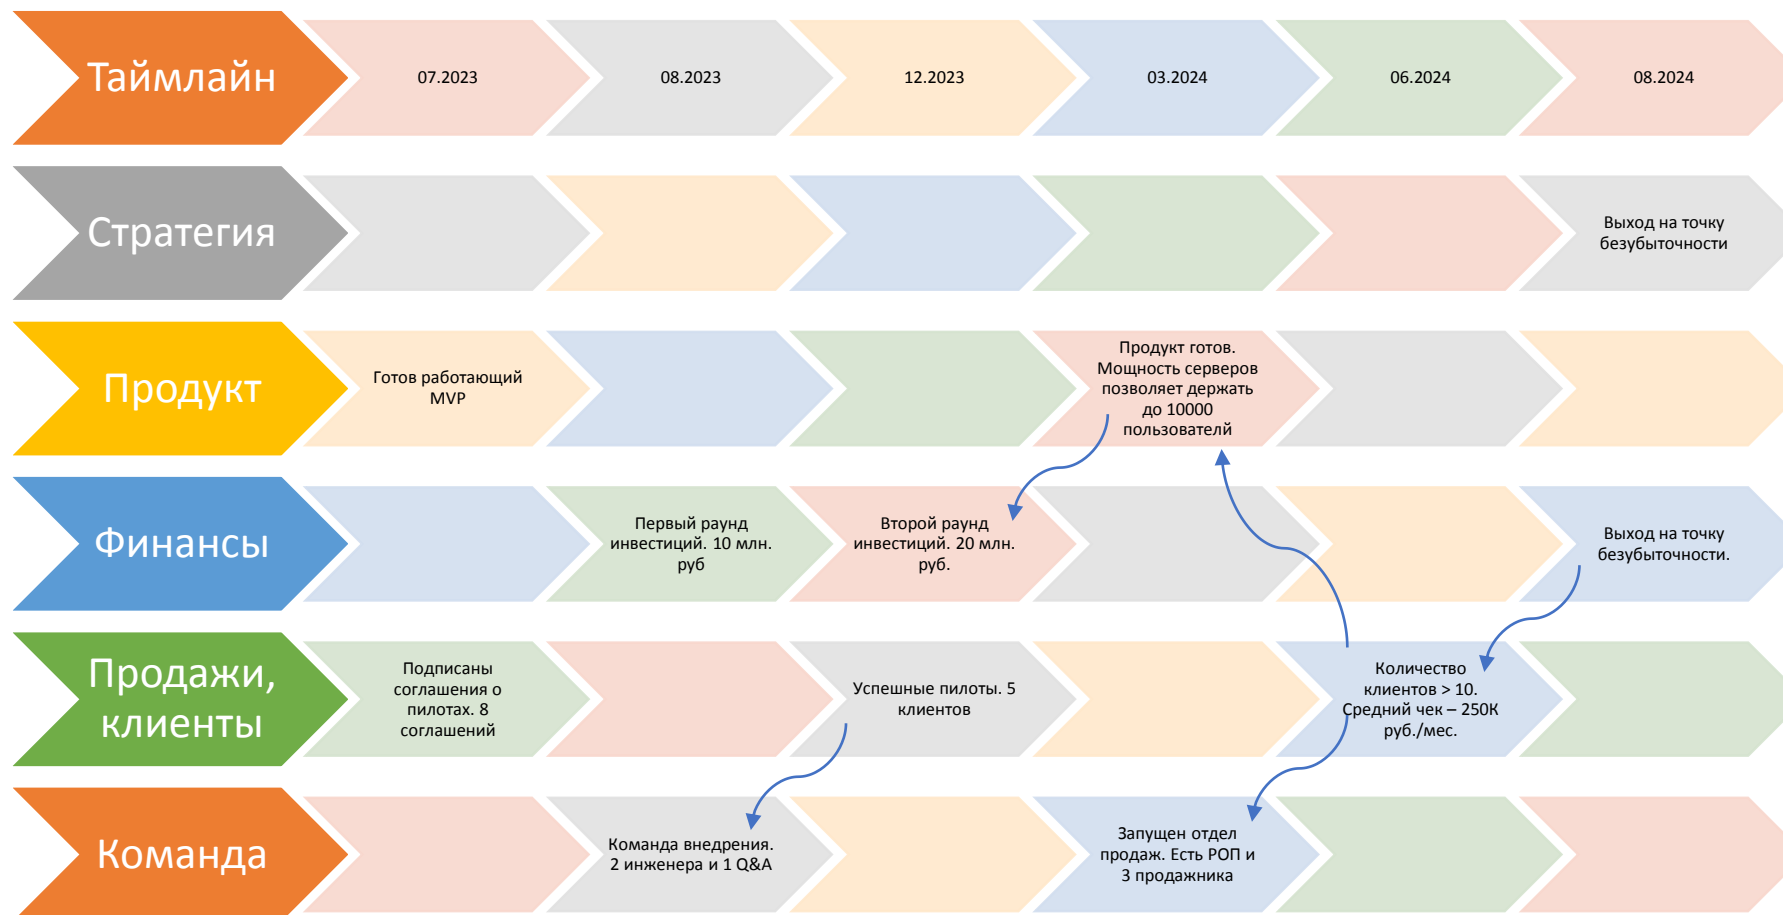 Таймлайн
07.2023
08.2023
12.2023
03.2024
06.2024
08.2024
Стратегия
Выход на точку
безубыточности
Продукт
Готов работающий
MVP
Продукт готов.
Мощность серверов
позволяет держать
до 10000
пользователй
Финансы
Первый раунд
инвестиций. 10 млн.
руб
Второй раунд
инвестиций. 20 млн.
руб.
Выход на точку
безубыточности.
Продажи,
клиенты
Подписаны
соглашения о
пилотах. 8
соглашений
Успешные пилоты. 5
клиентов
Количество
клиентов > 10.
Средний чек – 250К
руб./мес.
Команда
Команда внедрения.
2 инженера и 1 Q&A
Запущен отдел
продаж. Есть РОП и
3 продажника